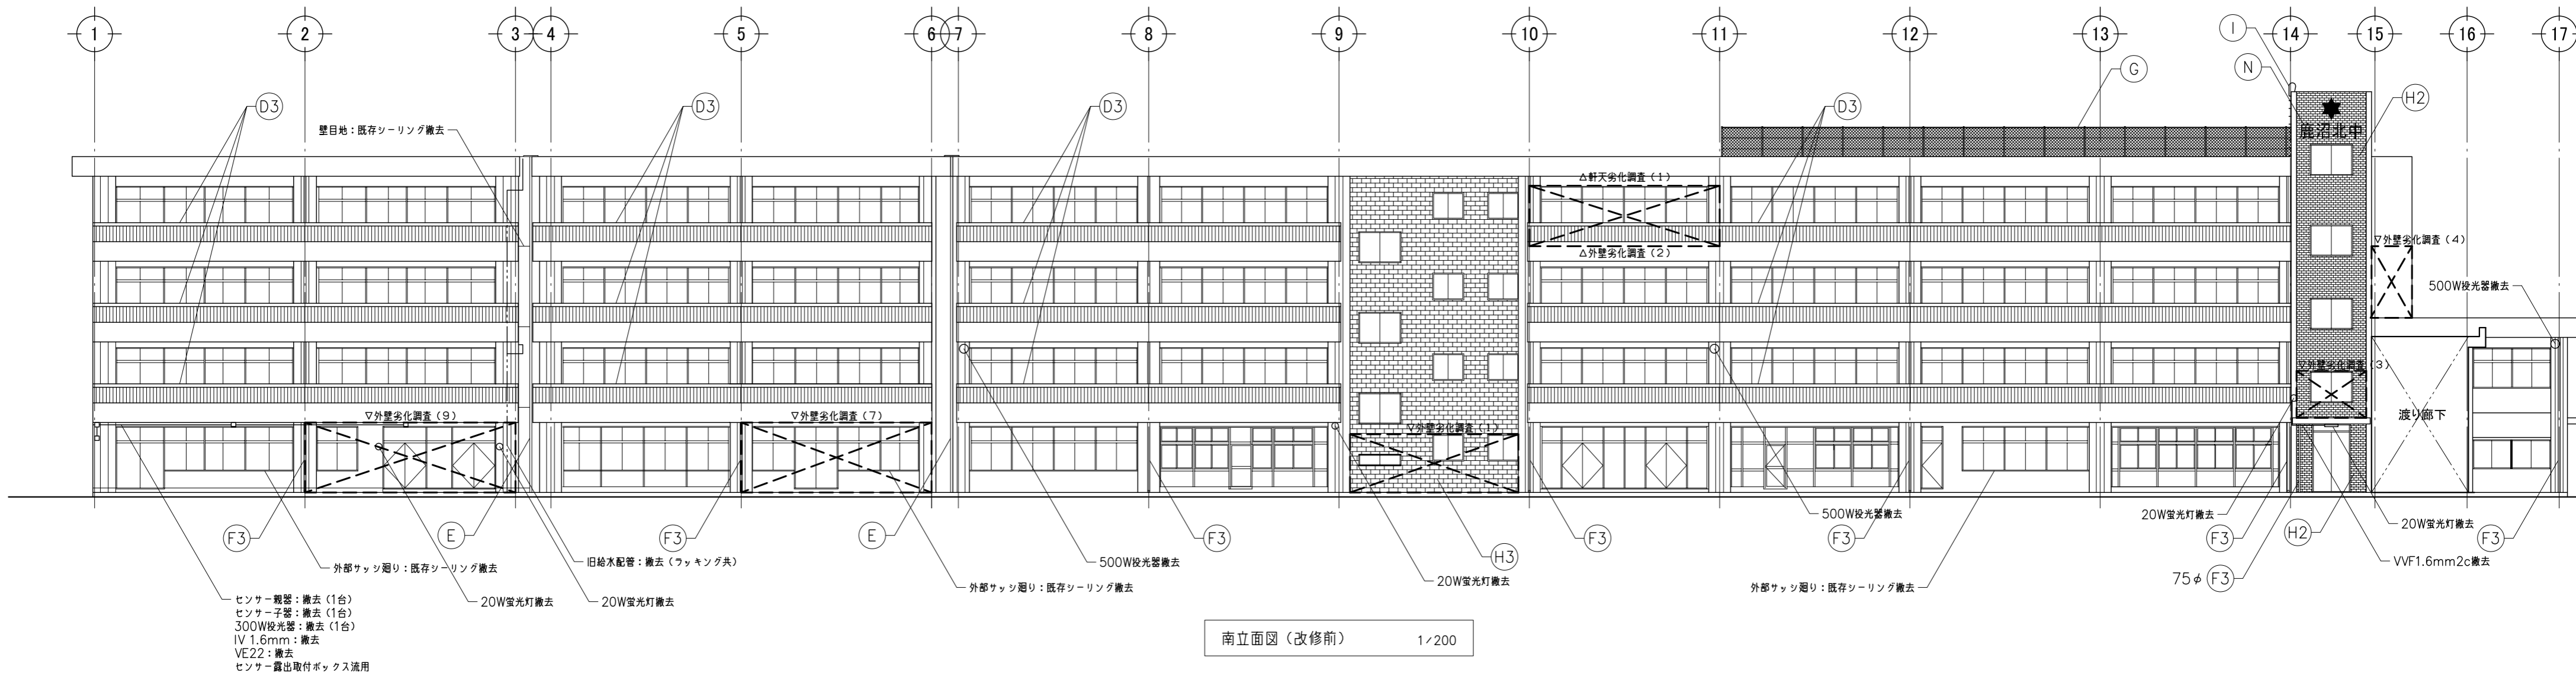 1 2 3 4 5 6 7 8 9 10 11 12 13 14 15 16 17
I
N
G
H2
D3 D3 D3 D3
壁目地：既存シーリング撤去
鹿沼北中
△軒天劣化調査（1）
△外壁劣化調査（2）
▽外壁劣化調査（4）
500W投光器撤去
▽外壁劣化調査（3）
▽外壁劣化調査（9）
▽外壁劣化調査（7）
▽外壁劣化調査（1）
渡り廊下
F3
E
F3
E
F3
H3
F3
F3
F3
H2
F3
500W投光器撤去
20W蛍光灯撤去
20W蛍光灯撤去
外部サッシ廻り：既存シーリング撤去
旧給水配管：撤去（ラッキング共）
500W投光器撤去
VVF1.6mm2c撤去
20W蛍光灯撤去
75φ F3
外部サッシ廻り：既存シーリング撤去
外部サッシ廻り：既存シーリング撤去
センサー親器：撤去（1台）
センサー子器：撤去（1台）
300W投光器：撤去（1台）
IV 1.6mm：撤去
VE22：撤去
センサー露出取付ボックス流用
20W蛍光灯撤去
20W蛍光灯撤去
南立面図（改修前） 1/200